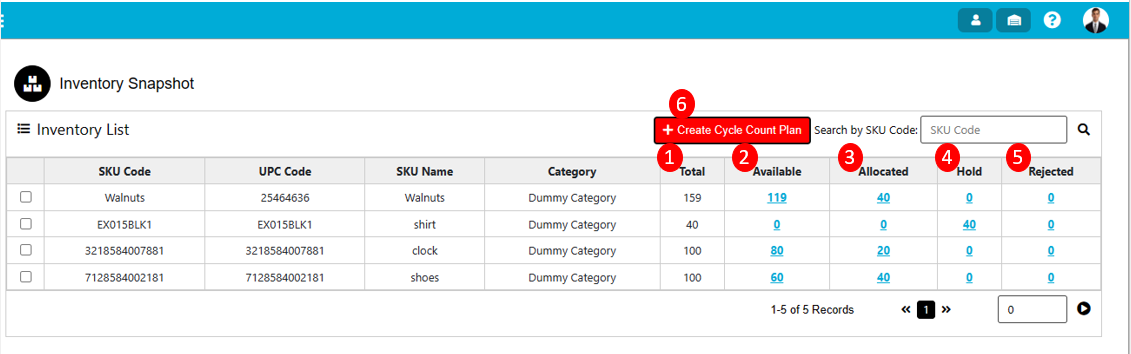 Inventory Snapshot
6
Inventory List + Create Cycle Count Plan Search by SKU Code: SKU Code
1 2 3 4 5
SKU Code UPC Code SKU Name Category Total Available Allocated Hold Rejected
Walnuts 25464636 Walnuts Dummy Category 159 119 40 0 0
EX015BLK1 EX015BLK1 shirt Dummy Category 40 0 0 40 0
3218584007881 3218584007881 clock Dummy Category 100 80 20 0 0
7128584002181 7128584002181 shoes Dummy Category 100 60 40 0 0
1-5 of 5 Records « 1 » 0